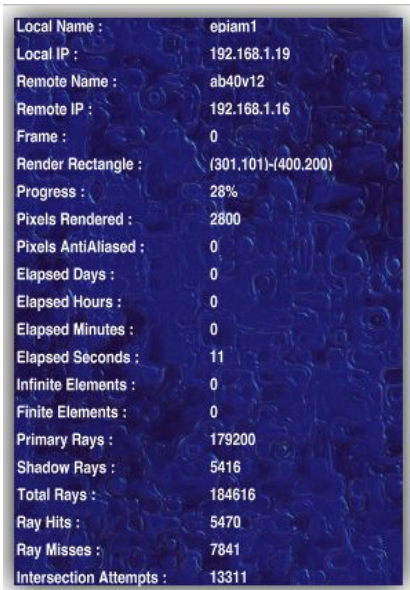 Local Name : epiam1
Local IP : 192.168.1.19
Remote Name : ab40v12
Remote IP : 192.168.1.16
Frame : 0
Render Rectangle : (301,101)-(400,200)
Progress : 28%
Pixels Rendered : 2800
Pixels AntiAliased : 0
Elapsed Days : 0
Elapsed Hours : 0
Elapsed Minutes : 0
Elapsed Seconds : 11
Infinite Elements : 0
Finite Elements : 0
Primary Rays : 179200
Shadow Rays : 5416
Total Rays : 184616
Ray Hits : 5470
Ray Misses : 7841
Intersection Attempts : 13311